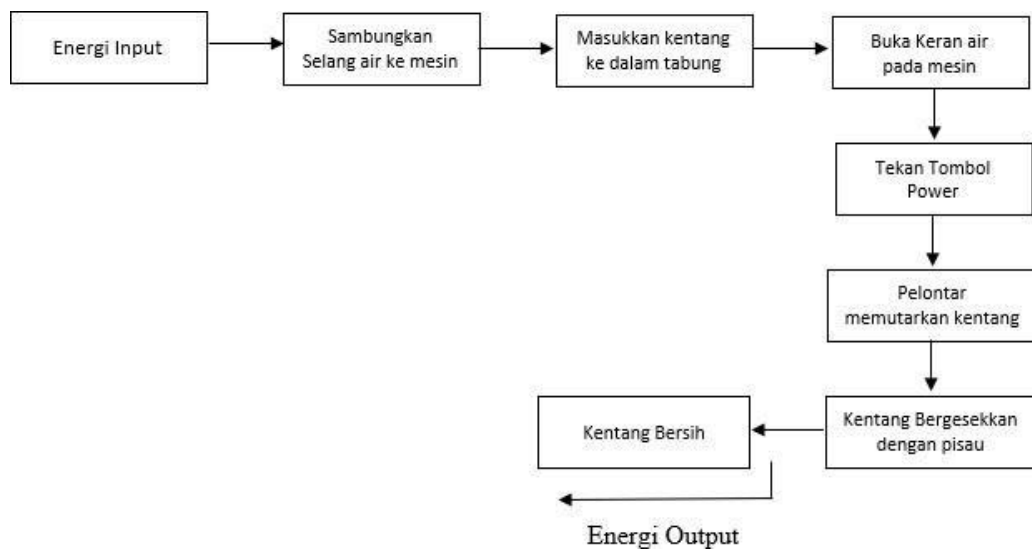 Energi Input
Sambungkan
Selang air ke mesin
Masukkan kentang
ke dalam tabung
Buka Keran air
pada mesin
Tekan Tombol
Power
Pelontar
memutarkan kentang
Kentang Bergesekkan
dengan pisau
Kentang Bersih
Energi Output